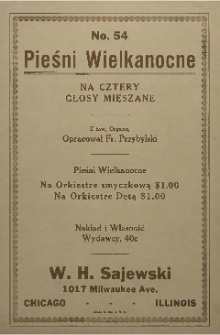 No. 54
Pieśni Wielkanocne
NA CZTERY
GŁOSY MIESZANE
Z tow. Organu
Opracował Fr. Przybylski
Pieśni Wielkanocne
Na Orkiestrę smyczkową $1.00
Na Orkiestrę Dętą $1.00
Nakład i Własność
Wydawcy, 40c
W. H. Sajewski
1017 Milwaukee Ave.
CHICAGO - - - ILLINOIS